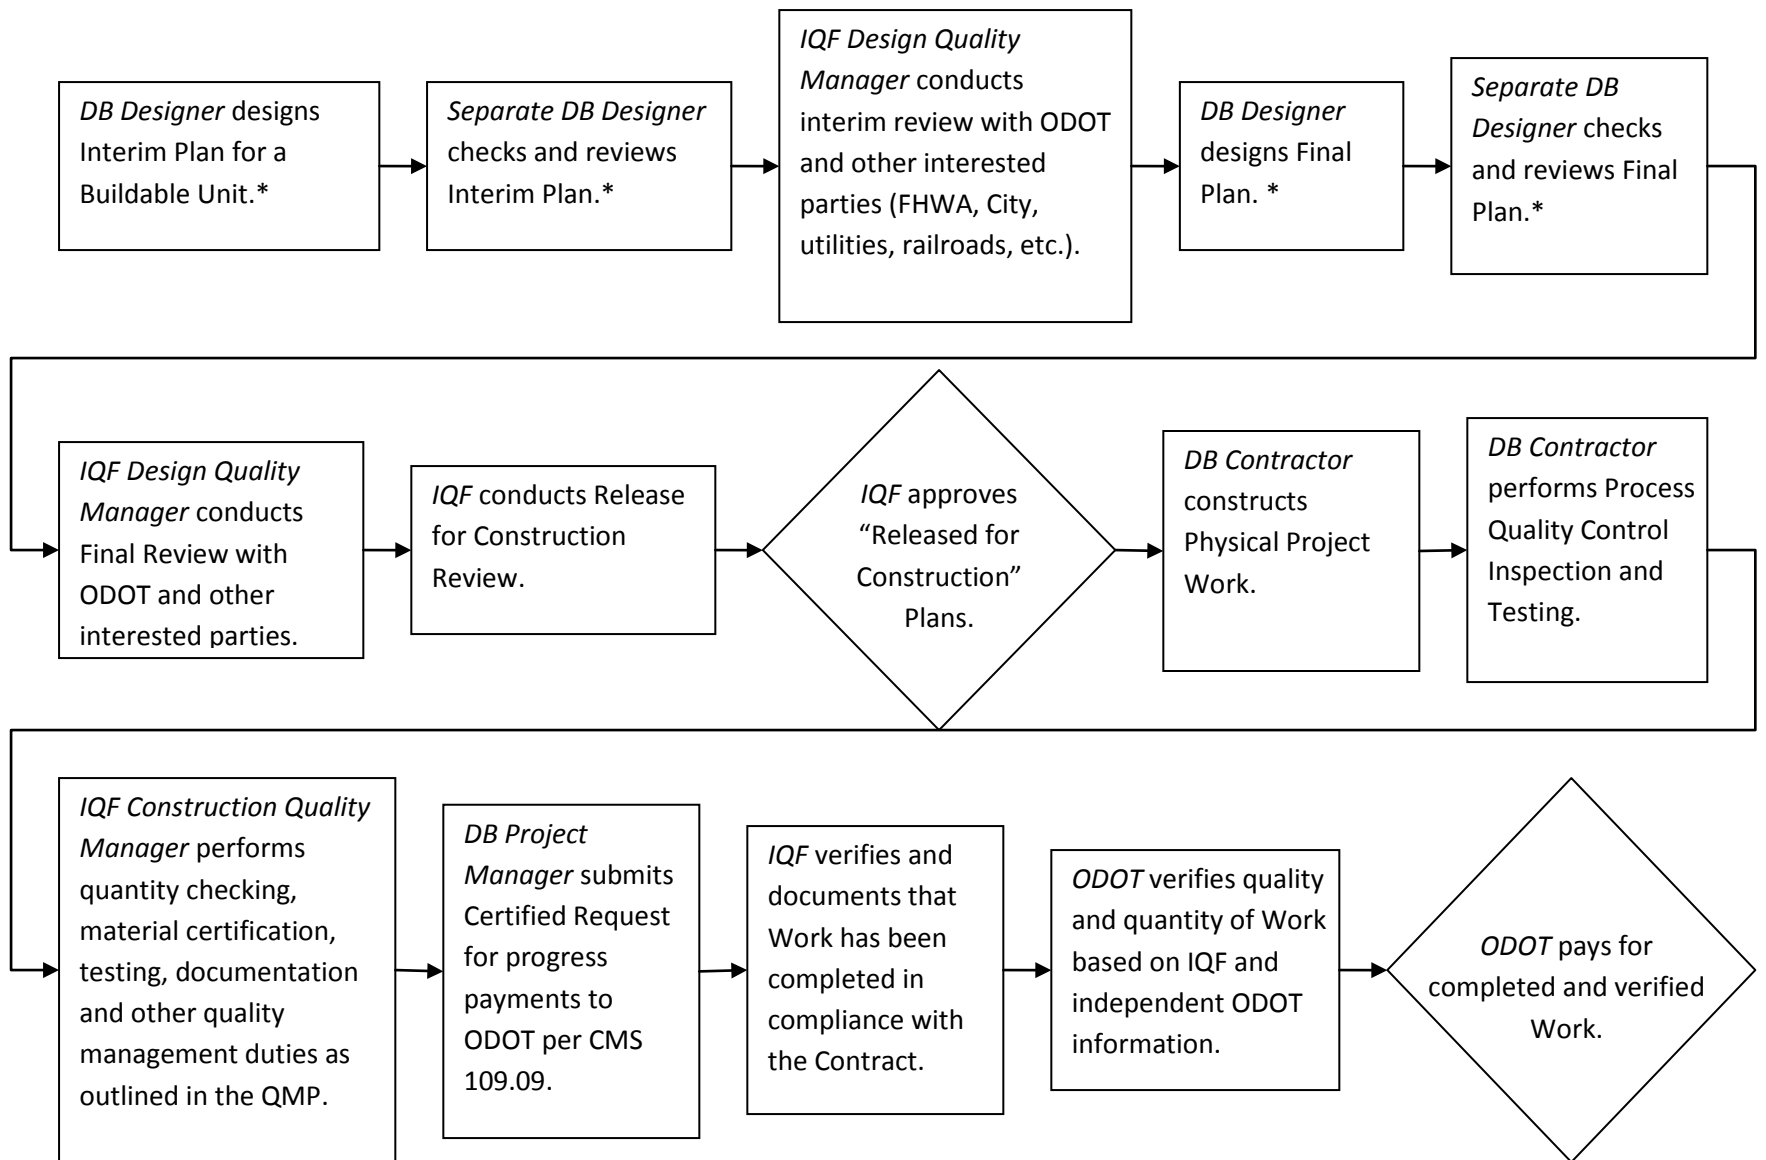 DB Designer designs
Interim Plan for a
Buildable Unit.*
Separate DB Designer
checks and reviews
Interim Plan.*
IQF Design Quality
Manager conducts
interim review with ODOT
and other interested
parties (FHWA, City,
utilities, railroads, etc.).
DB Designer
designs Final
Plan. *
Separate DB
Designer checks
and reviews Final
Plan.*
IQF Design Quality
Manager conducts
Final Review with
ODOT and other
interested parties.
IQF conducts Release
for Construction
Review.
IQF approves
“Released for
Construction”
Plans.
DB Contractor
constructs
Physical Project
Work.
DB Contractor
performs Process
Quality Control
Inspection and
Testing.
IQF Construction Quality
Manager performs
quantity checking,
material certification,
testing, documentation
and other quality
management duties as
outlined in the QMP.
DB Project
Manager submits
Certified Request
for progress
payments to
ODOT per CMS
109.09.
IQF verifies and
documents that
Work has been
completed in
compliance with
the Contract.
ODOT verifies quality
and quantity of Work
based on IQF and
independent ODOT
information.
ODOT pays for
completed and verified
Work.